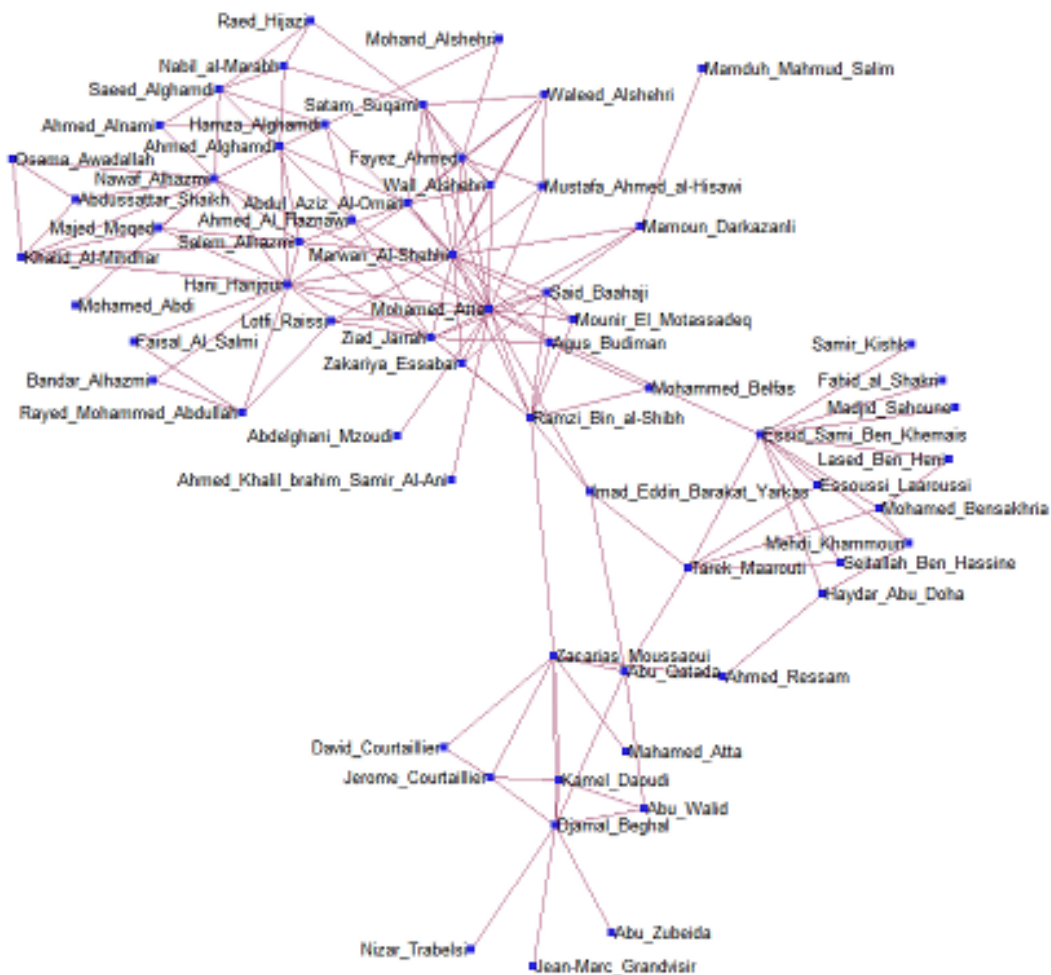 Raed_Hijazi
Mohand_Alshehri
Nabil_al-Marabh
Mamduh_Mahmud_Salim
Saeed_Alghamdi
Waleed_Alshehri
Satam_Suqami
Ahmed_Alnami
Hamza_Alghamdi
Ahmed_Alghamdi
Osama_Awadallah
Fayez_Ahmed
Nawaf_Alhazmi
Wail_Alshehri
Mustafa_Ahmed_al-Hisawi
Abdussattar_Shaikh
Abdul_Aziz_Al-Omari
Ahmed_Al_Haznawi
Majed_Moqed
Mamoun_Darkazanli
Salem_Alhazmi
Marwan_Al-Shehhi
Khalid_Al-Mihdhar
Hani_Hanjour
Said_Baahaji
Mohamed_Abdi
Mohamed_Atta
Lotfi_Raissi
Mounir_El_Motassadeq
Faisal_Al_Salmi
Ziad_Jarrah
Agus_Budiman
Samir_Kishk
Zakariya_Essabar
Bandar_Alhazmi
Mohammed_Belfas
Fahid_al_Shakri
Madjid_Sahoune
Rayed_Mohammed_Abdullah
Ramzi_Bin_al-Shibh
Abdelghani_Mzoudi
Essid_Sami_Ben_Khemais
Lased_Ben_Heni
Ahmed_Khalil_Ibrahim_Samir_Al-Ani
Essoussi_Laaroussi
Imad_Eddin_Barakat_Yarkas
Mohamed_Bensakhria
Mehdi_Khammoun
Tarek_Maaroufi
Seifallah_Ben_Hassine
Haydar_Abu_Doha
Zacarias_Moussaoui
Abu_Qatada
Ahmed_Ressam
David_Courtaillier
Mahamed_Atta
Jerome_Courtaillier
Kamel_Daoudi
Abu_Walid
Djamal_Beghal
Abu_Zubeida
Nizar_Trabelsi
Jean-Marc_Grandvisir